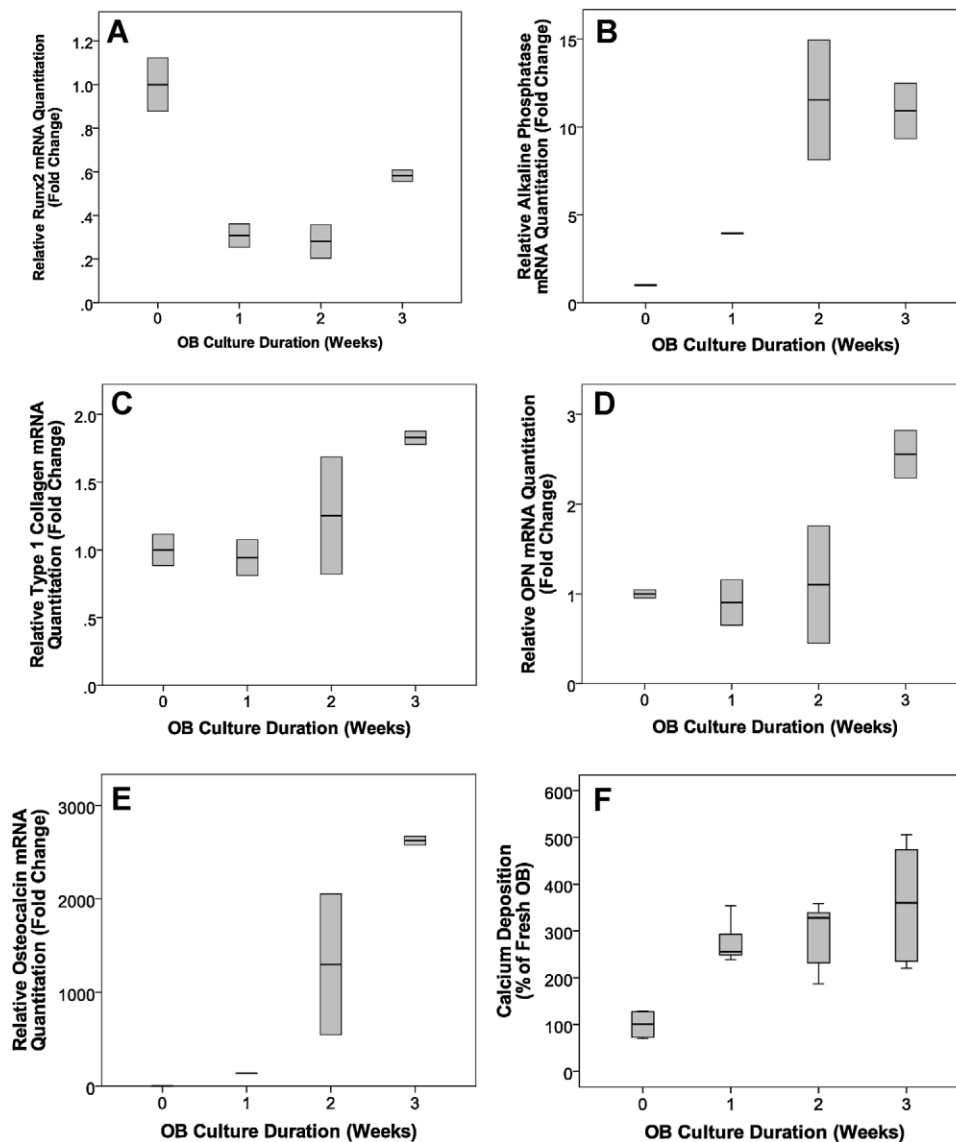 A
Relative Runx2 mRNA Quantitation
(Fold Change)
1.2
1.0
.8
.6
.4
.2
.0
0 1 2 3
OB Culture Duration (Weeks)
B
Relative Alkaline Phosphatase
mRNA Quantitation (Fold Change)
15
10
5
0
0 1 2 3
OB Culture Duration (Weeks)
C
Relative Type 1 Collagen mRNA
Quantitation (Fold Change)
2.0
1.5
1.0
.5
.0
0 1 2 3
OB Culture Duration (Weeks)
D
Relative OPN mRNA Quantitation
(Fold Change)
3
2
1
0
0 1 2 3
OB Culture Duration (Weeks)
E
Relative Osteocalcin mRNA
Quantitation (Fold Change)
3000
2000
1000
0
0 1 2 3
OB Culture Duration (Weeks)
F
Calcium Deposition
(% of Fresh OB)
600
500
400
300
200
100
0
0 1 2 3
OB Culture Duration (Weeks)